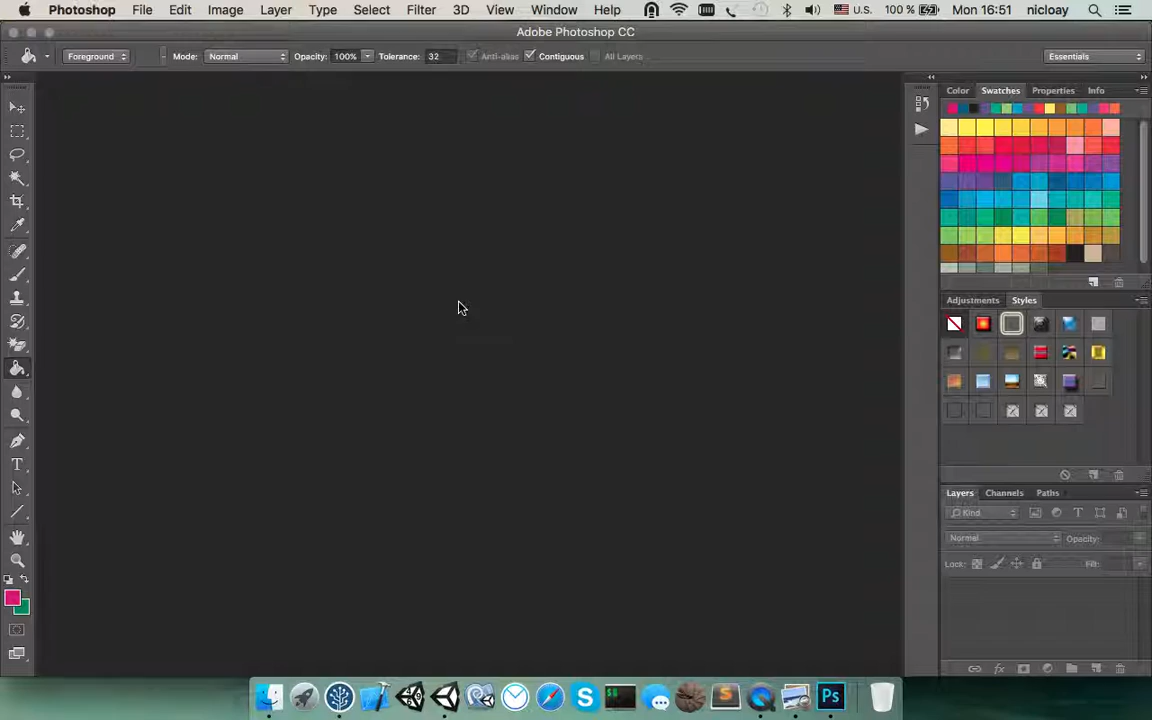 Photoshop File Edit Image Layer Type Select Filter 3D View Window Help U.S. 100 % Mon 16:51 nicloay
Adobe Photoshop CC
Foreground Mode: Normal Opacity: 100% Tolerance: 32 Anti-alias Contiguous All Layers Essentials
Color Swatches Properties Info
Adjustments Styles
Layers Channels Paths
Kind
Normal Opacity:
Lock: Fill:
Ps